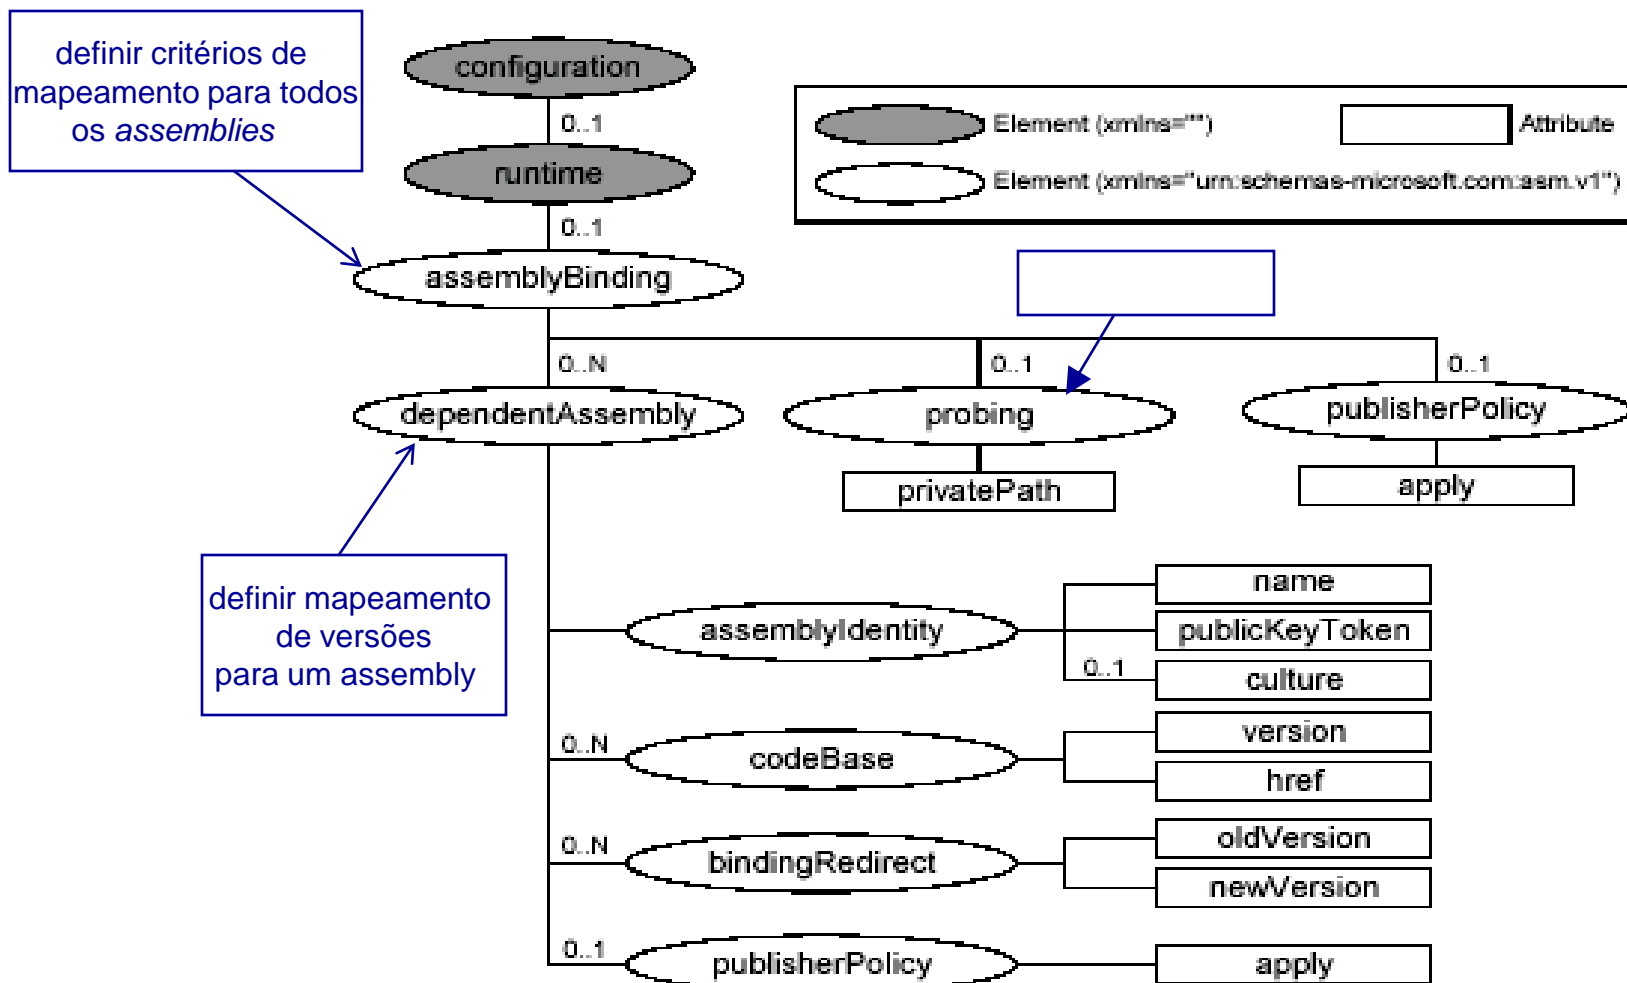 definir critérios de
mapeamento para todos
os assemblies
configuration
0..1
runtime
0..1
assemblyBinding
Element (xmlns="")
Attribute
Element (xmlns="urn:schemas-microsoft.com:asm.v1")
0..N
0..1
0..1
dependentAssembly
probing
publisherPolicy
privatePath
apply
definir mapeamento
de versões
para um assembly
assemblyIdentity
name
publicKeyToken
0..1
culture
0..N
codeBase
version
href
0..N
bindingRedirect
oldVersion
newVersion
0..1
publisherPolicy
apply